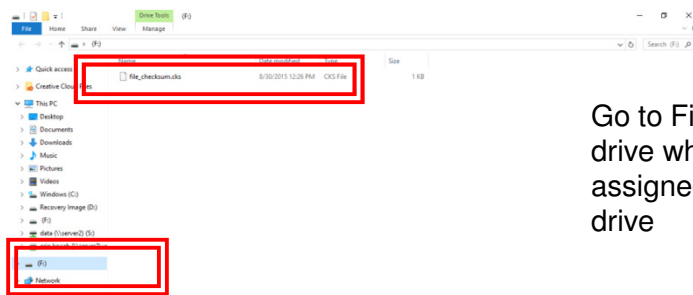 Drive Tools (F:)
File Home Share View Manage
(F:)
Search (F:)
Name Date modified Type Size
file_checksum.cks 8/30/2015 12:26 PM CKS File 1 KB
Quick access
Creative Cloud Files
This PC
Desktop
Documents
Downloads
Music
Pictures
Videos
Windows (C:)
Recovery Image (D:)
(F:)
data (\\server2) (S:)
(F:)
Network
Go to Fi
drive wh
assigne
drive